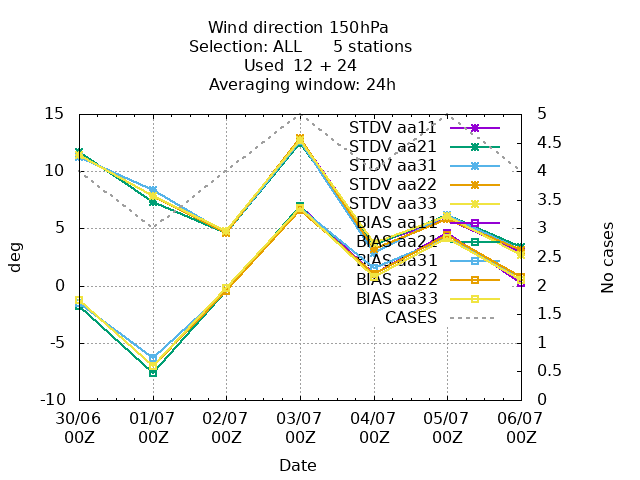 Wind direction 150hPa
Selection: ALL 5 stations
Used 12 + 24
Averaging window: 24h
15
10
5
0
-5
-10
deg
5
4.5
4
3.5
3
2.5
2
1.5
1
0.5
0
No cases
STDV aa11
STDV aa21
STDV aa31
STDV aa22
STDV aa33
BIAS aa11
BIAS aa21
BIAS aa31
BIAS aa22
BIAS aa33
CASES
30/06 01/07 02/07 03/07 04/07 05/07 06/07
00Z 00Z 00Z 00Z 00Z 00Z 00Z
Date